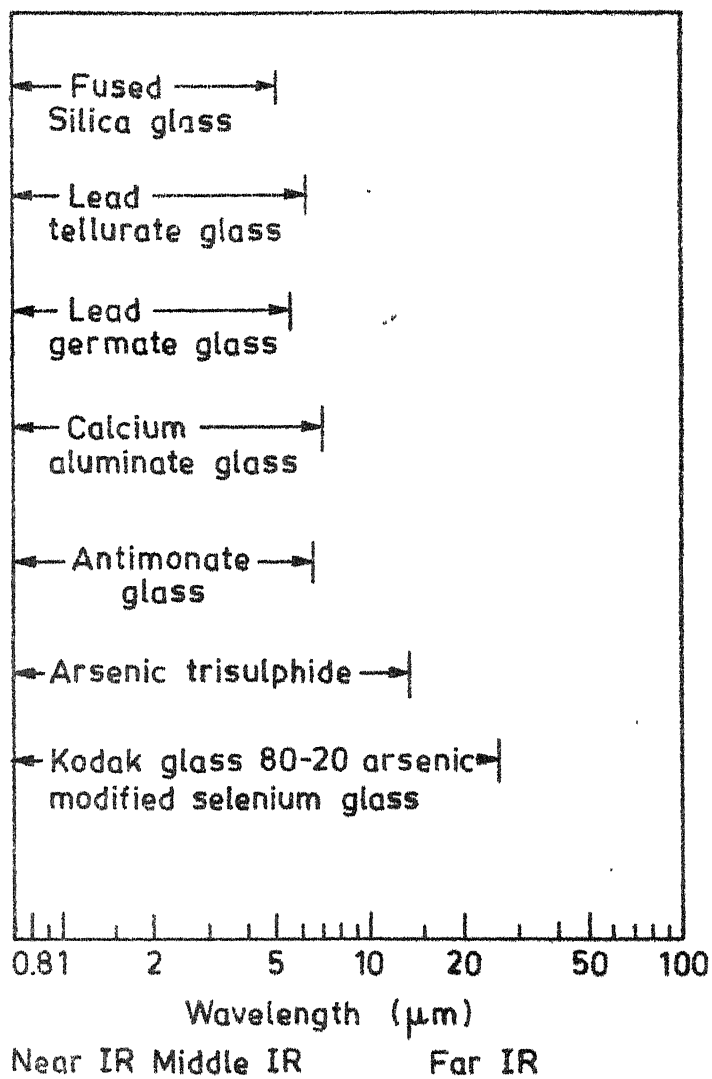 Fused
Silica glass
Lead
tellurate glass
Lead
germate glass
Calcium
aluminate glass
Antimonate
glass
Arsenic trisulphide
Kodak glass 80-20 arsenic
modified selenium glass
0.81 2 5 10 20 50 100
Wavelength (μm)
Near IR Middle IR Far IR